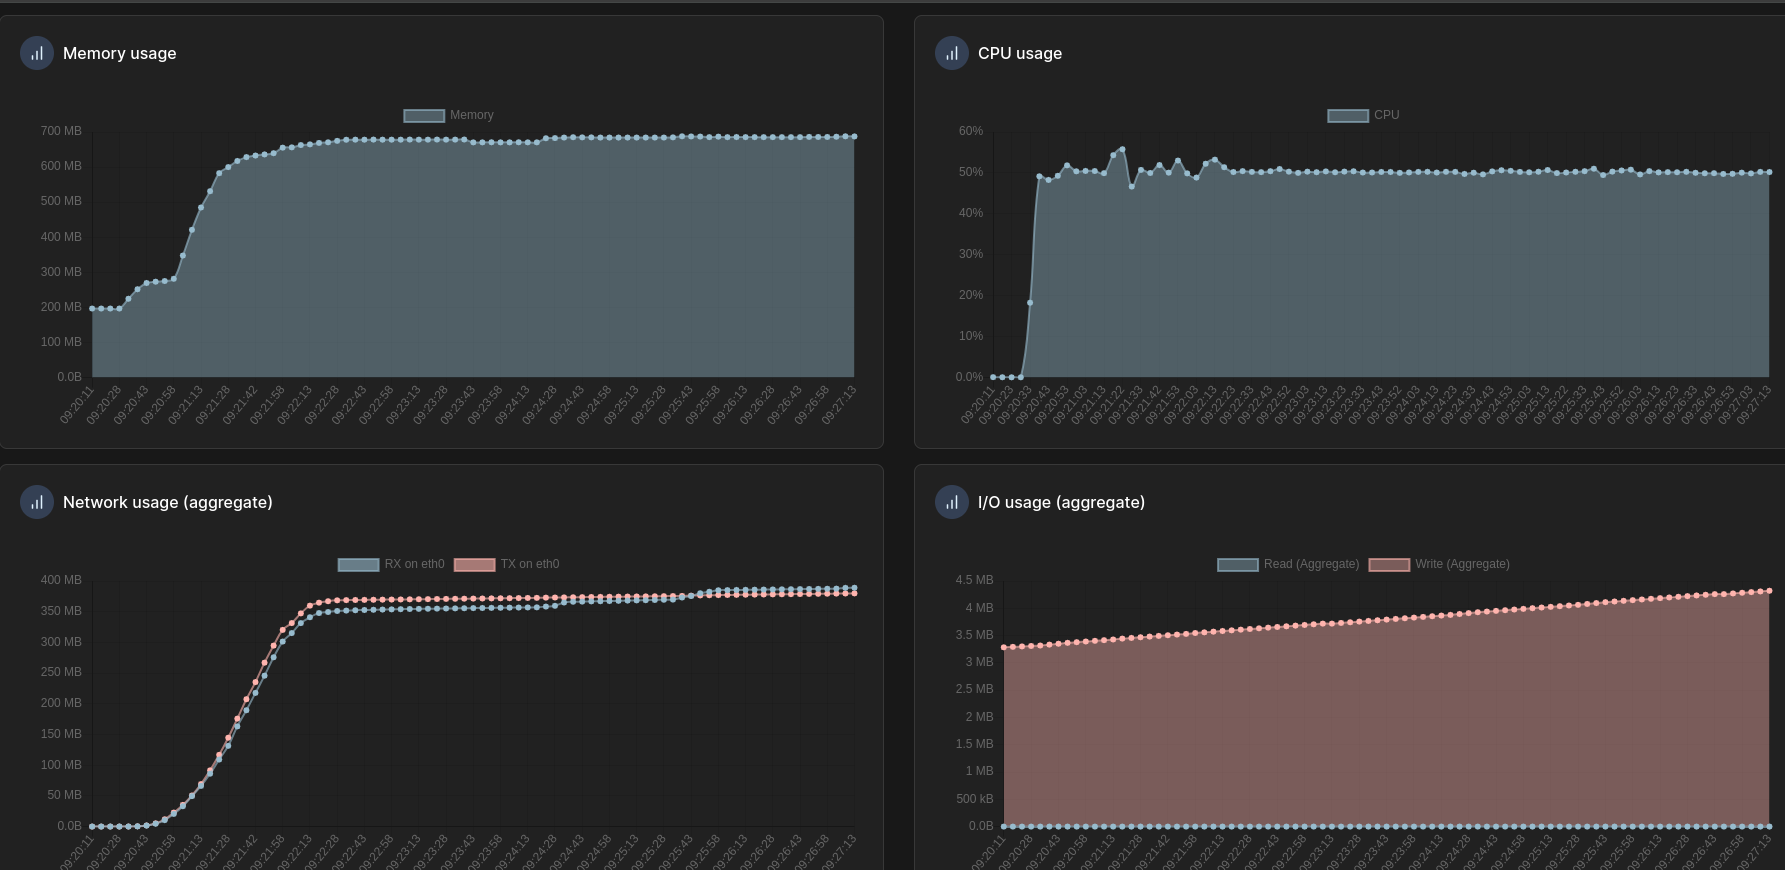 Memory usage
Memory
700 MB
600 MB
500 MB
400 MB
300 MB
200 MB
100 MB
0.0B
09:20:11 09:20:28 09:20:43 09:20:58 09:21:13 09:21:28 09:21:42 09:21:58 09:22:13 09:22:28 09:22:43 09:22:58 09:23:13 09:23:28 09:23:43 09:23:58 09:24:13 09:24:28 09:24:43 09:24:58 09:25:13 09:25:28 09:25:43 09:25:58 09:26:13 09:26:28 09:26:43 09:26:58 09:27:13
CPU usage
CPU
60%
50%
40%
30%
20%
10%
0.0%
09:20:11 09:20:23 09:20:33 09:20:43 09:20:53 09:21:03 09:21:13 09:21:22 09:21:33 09:21:42 09:21:53 09:22:03 09:22:13 09:22:23 09:22:33 09:22:43 09:22:52 09:23:03 09:23:13 09:23:23 09:23:33 09:23:43 09:23:52 09:24:03 09:24:13 09:24:23 09:24:33 09:24:43 09:24:53 09:25:03 09:25:13 09:25:22 09:25:33 09:25:43 09:25:52 09:26:03 09:26:13 09:26:23 09:26:31 09:26:43 09:26:53 09:27:03 09:27:13
Network usage (aggregate)
RX on eth0 TX on eth0
400 MB
350 MB
300 MB
250 MB
200 MB
150 MB
100 MB
50 MB
0.0B
09:20:11 09:20:28 09:20:43 09:20:58 09:21:13 09:21:28 09:21:42 09:21:58 09:22:13 09:22:28 09:22:43 09:22:58 09:23:13 09:23:28 09:23:43 09:23:58 09:24:13 09:24:28 09:24:43 09:24:58 09:25:13 09:25:28 09:25:43 09:25:58 09:26:13 09:26:28 09:26:43 09:26:58 09:27:13
I/O usage (aggregate)
Read (Aggregate) Write (Aggregate)
4.5 MB
4 MB
3.5 MB
3 MB
2.5 MB
2 MB
1.5 MB
1 MB
500 kB
0.0B
09:20:11 09:20:28 09:20:43 09:20:58 09:21:13 09:21:28 09:21:42 09:21:58 09:22:13 09:22:28 09:22:43 09:22:58 09:23:13 09:23:28 09:23:43 09:23:58 09:24:13 09:24:28 09:24:43 09:24:58 09:25:13 09:25:28 09:25:43 09:25:58 09:26:13 09:26:28 09:26:43 09:26:58 09:27:13